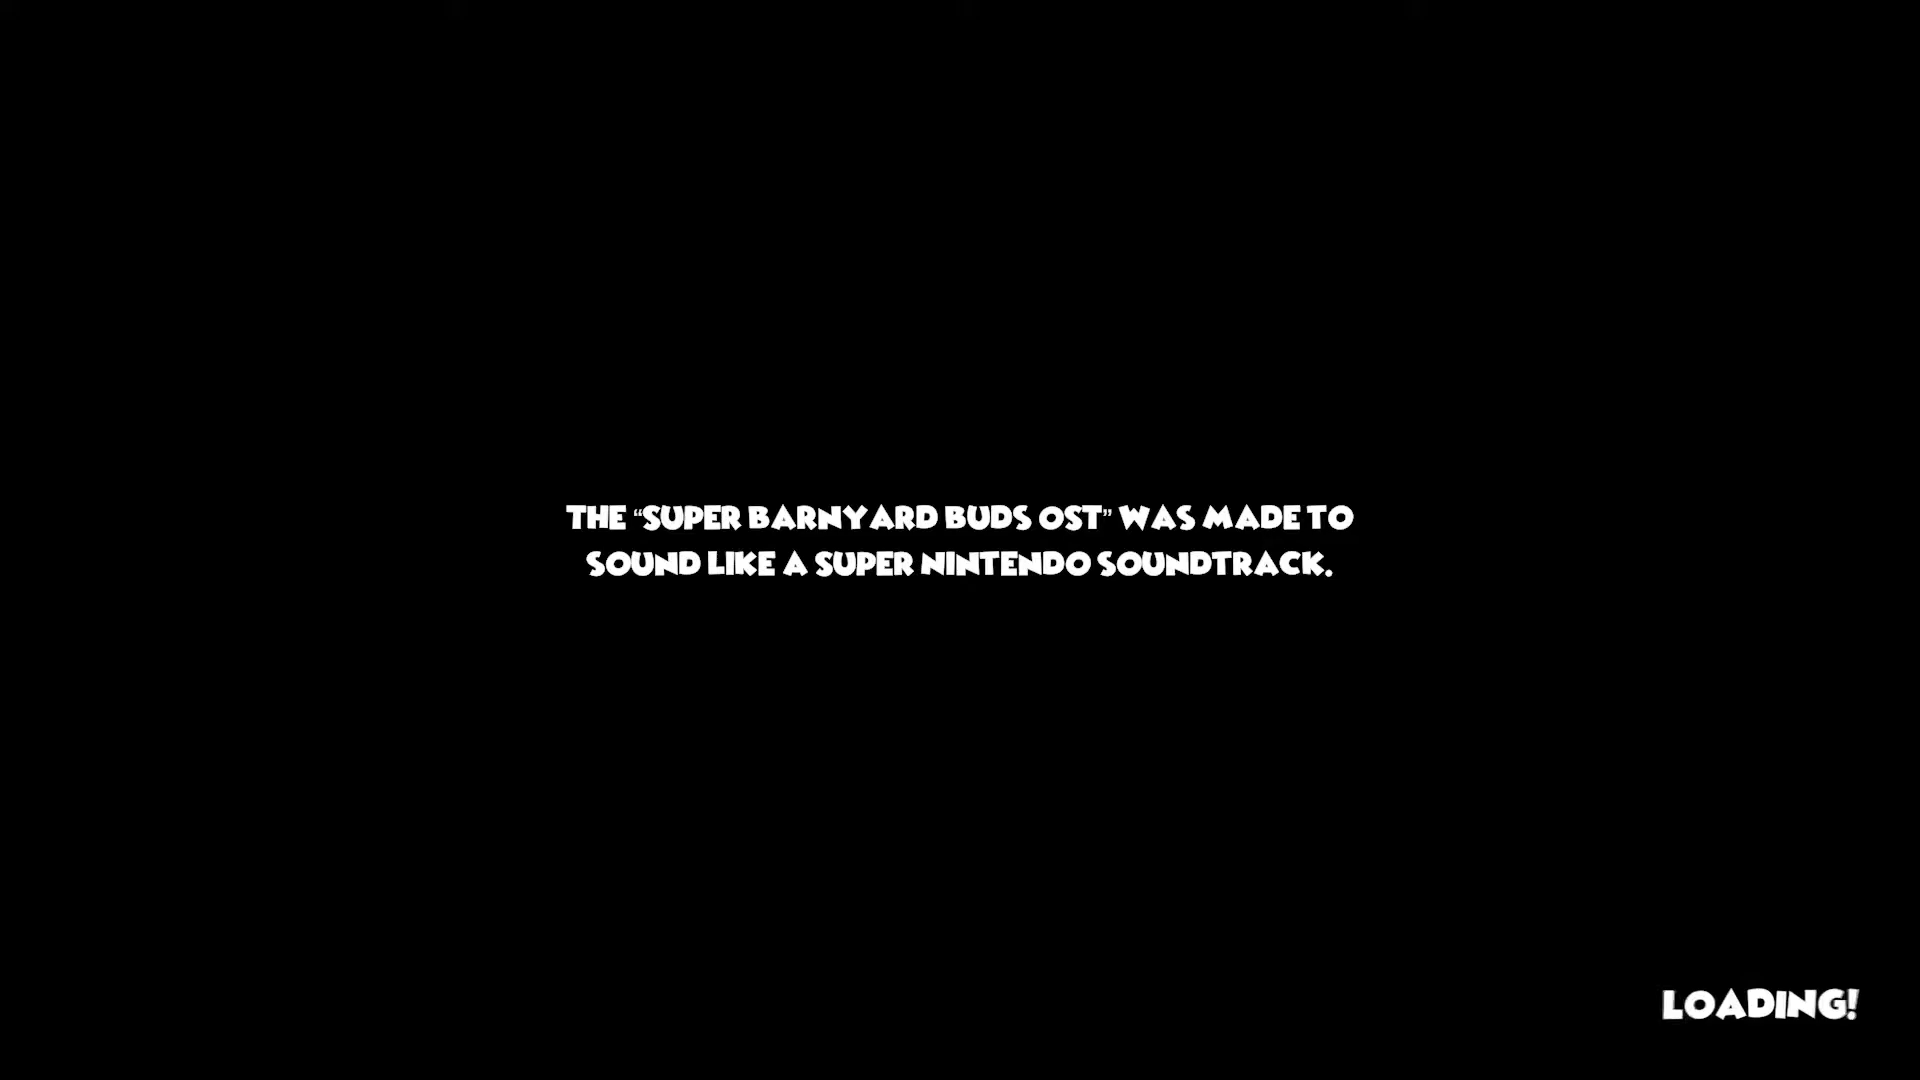 THE “SUPER BARNYARD BUDS OST” WAS MADE TO
SOUND LIKE A SUPER NINTENDO SOUNDTRACK.
LOADING!